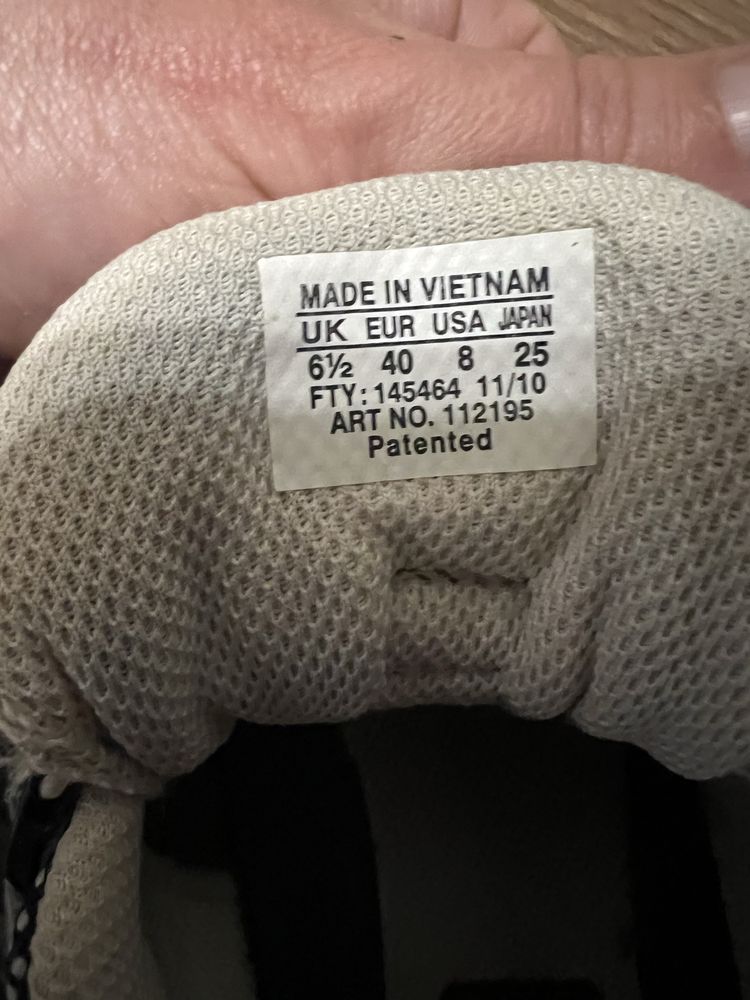 MADE IN VIETNAM
UK EUR USA JAPAN
6½ 40 8 25
FTY: 145464 11/10
ART NO. 112195
Patented